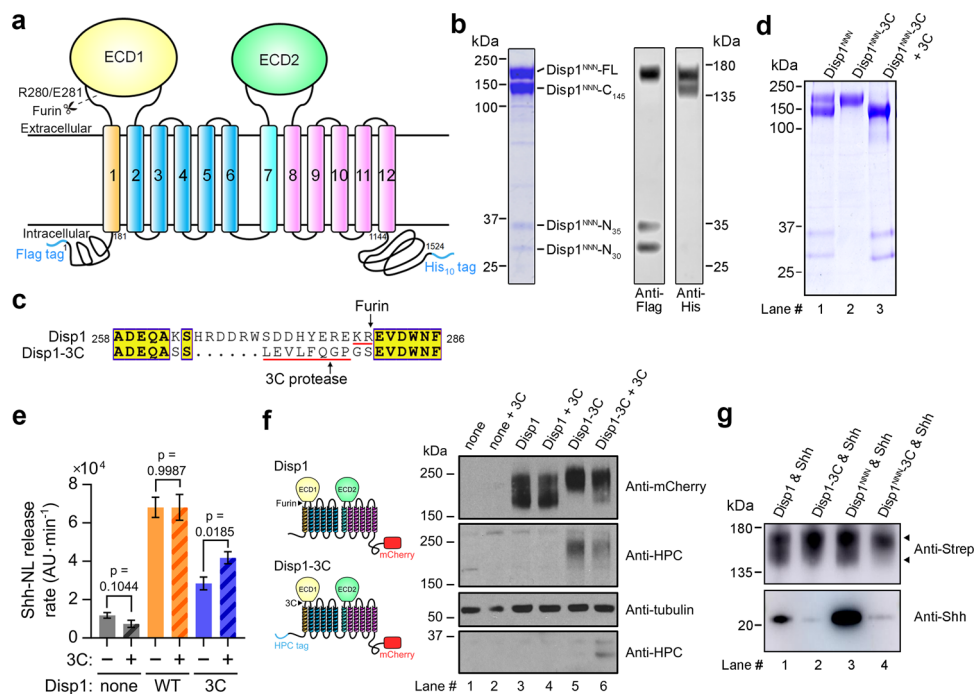 a
ECD1
ECD2
R280/E281
Furin
Extracellular
1 2 3 4 5 6 7 8 9 10 11 12
Intracellular
181
1144
1524
1
Flag tag
His10 tag
b
kDa
250
150
100
37
25
Disp1NNN-FL
Disp1NNN-C145
Disp1NNN-N35
Disp1NNN-N30
kDa
180
135
35
25
Anti-Flag
Anti-His
c
Furin
Disp1 258 ADEQAKSHRDDRWSDDHYEREKREVDWNF 286
Disp1-3C ADEQASS......LEVLFQGPGSEVDWNF
3C protease
d
Disp1NNN
Disp1NNN-3C
Disp1NNN-3C + 3C
kDa
250
150
100
37
25
Lane # 1 2 3
e
×10⁴
Shh-NL release rate (AU·min⁻¹)
10
8
6
4
2
0
p = 0.1044
p = 0.9987
p = 0.0185
3C: − + − + − +
Disp1: none WT 3C
f
Disp1
ECD1
ECD2
Furin
mCherry
Disp1-3C
ECD1
ECD2
3C
HPC tag
mCherry
none
none + 3C
Disp1
Disp1 + 3C
Disp1-3C
Disp1-3C + 3C
kDa
250
150
Anti-mCherry
250
150
Anti-HPC
75
50
Anti-tubulin
37
Anti-HPC
Lane # 1 2 3 4 5 6
g
Disp1 & Shh
Disp1-3C & Shh
Disp1NNN & Shh
Disp1NNN-3C & Shh
kDa
180
135
Anti-Strep
20
Anti-Shh
Lane # 1 2 3 4